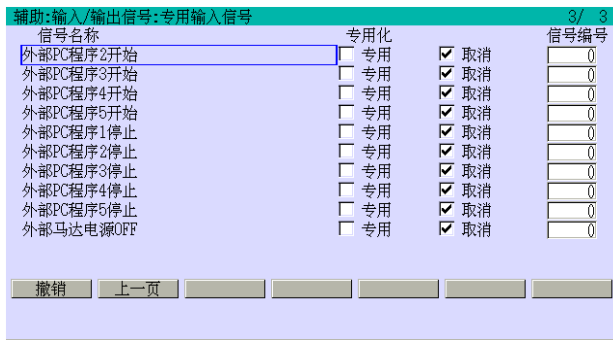 辅助:输入/输出信号:专用输入信号 3/ 3
信号名称 专用化 信号编号
外部PC程序2开始 专用 取消 0
外部PC程序3开始 专用 取消 0
外部PC程序4开始 专用 取消 0
外部PC程序5开始 专用 取消 0
外部PC程序1停止 专用 取消 0
外部PC程序2停止 专用 取消 0
外部PC程序3停止 专用 取消 0
外部PC程序4停止 专用 取消 0
外部PC程序5停止 专用 取消 0
外部马达电源OFF 专用 取消 0
撤销 上一页